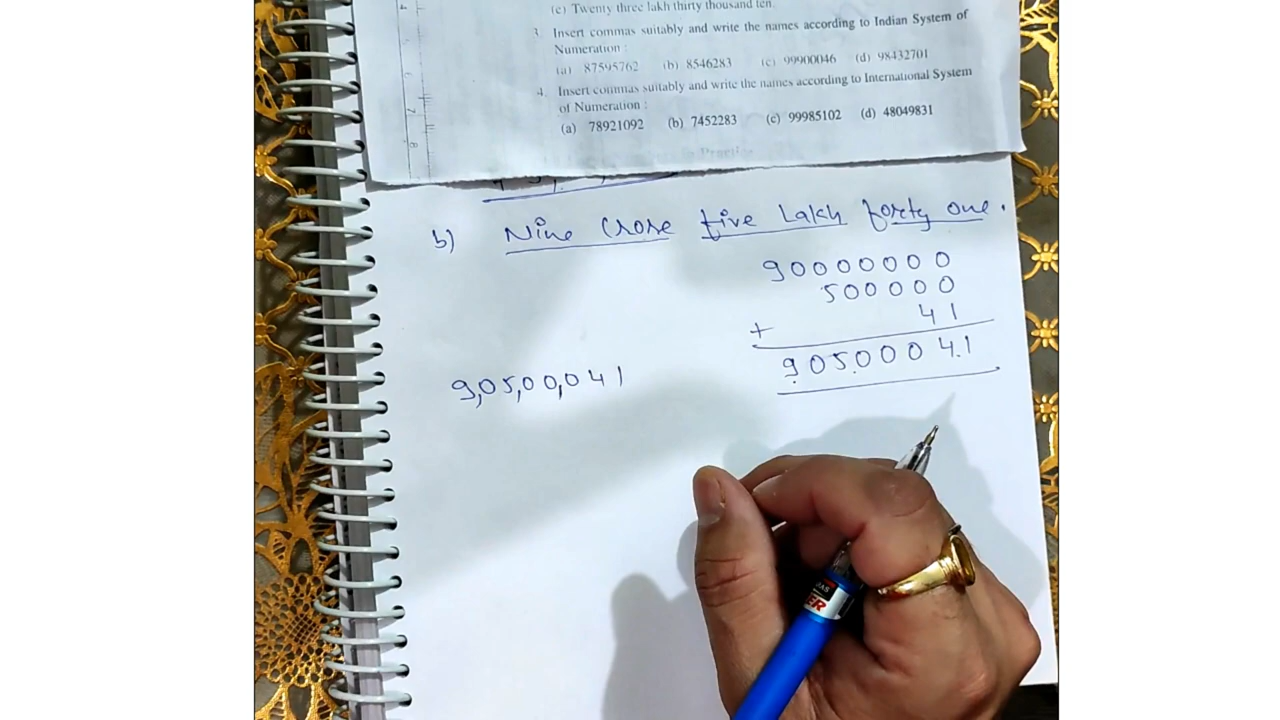 (e) Twenty three lakh thirty thousand ten.
3. Insert commas suitably and write the names according to Indian System of
Numeration :
(a) 87595762 (b) 8546283 (c) 99900046 (d) 98432701
4. Insert commas suitably and write the names according to International System
of Numeration :
(a) 78921092 (b) 7452283 (c) 99985102 (d) 48049831
b) Nine Crore five Lakh forty one.
90000000
500000
+ 41
90500041
9,05,00,041